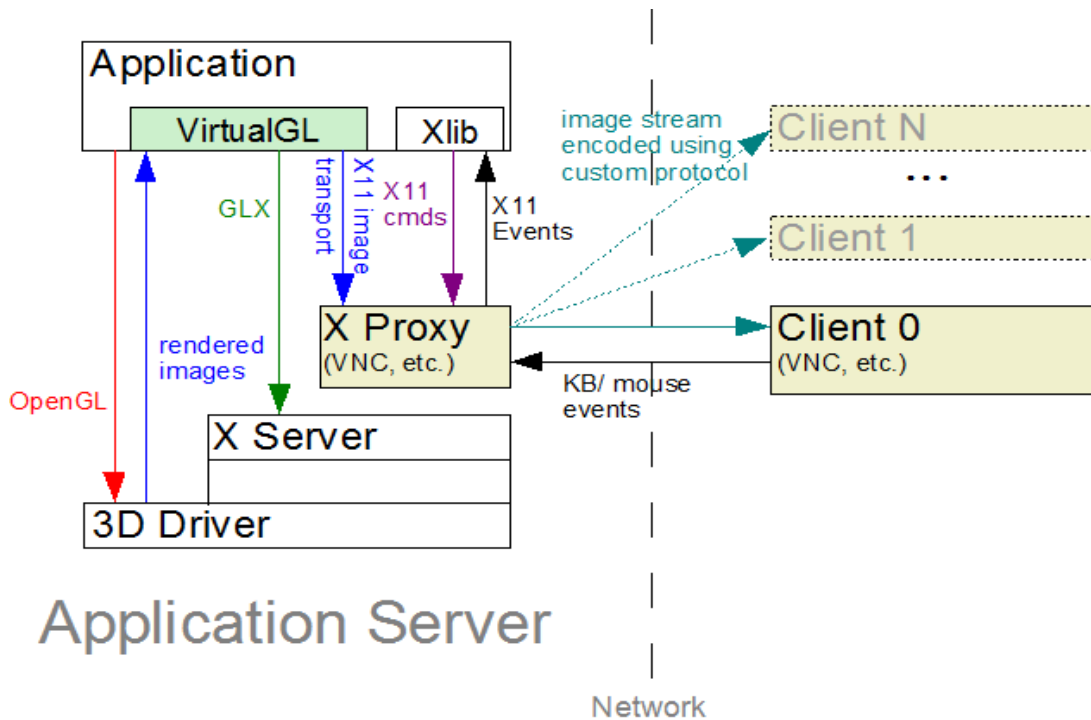 Application
VirtualGL
Xlib
image stream
encoded using
custom protocol
Client N
...
Client 1
GLX
X11 image
transport
X11
cmds
X11
Events
X Proxy
(VNC, etc.)
Client 0
(VNC, etc.)
rendered
images
KB/ mouse
events
OpenGL
X Server
3D Driver
Application Server
Network